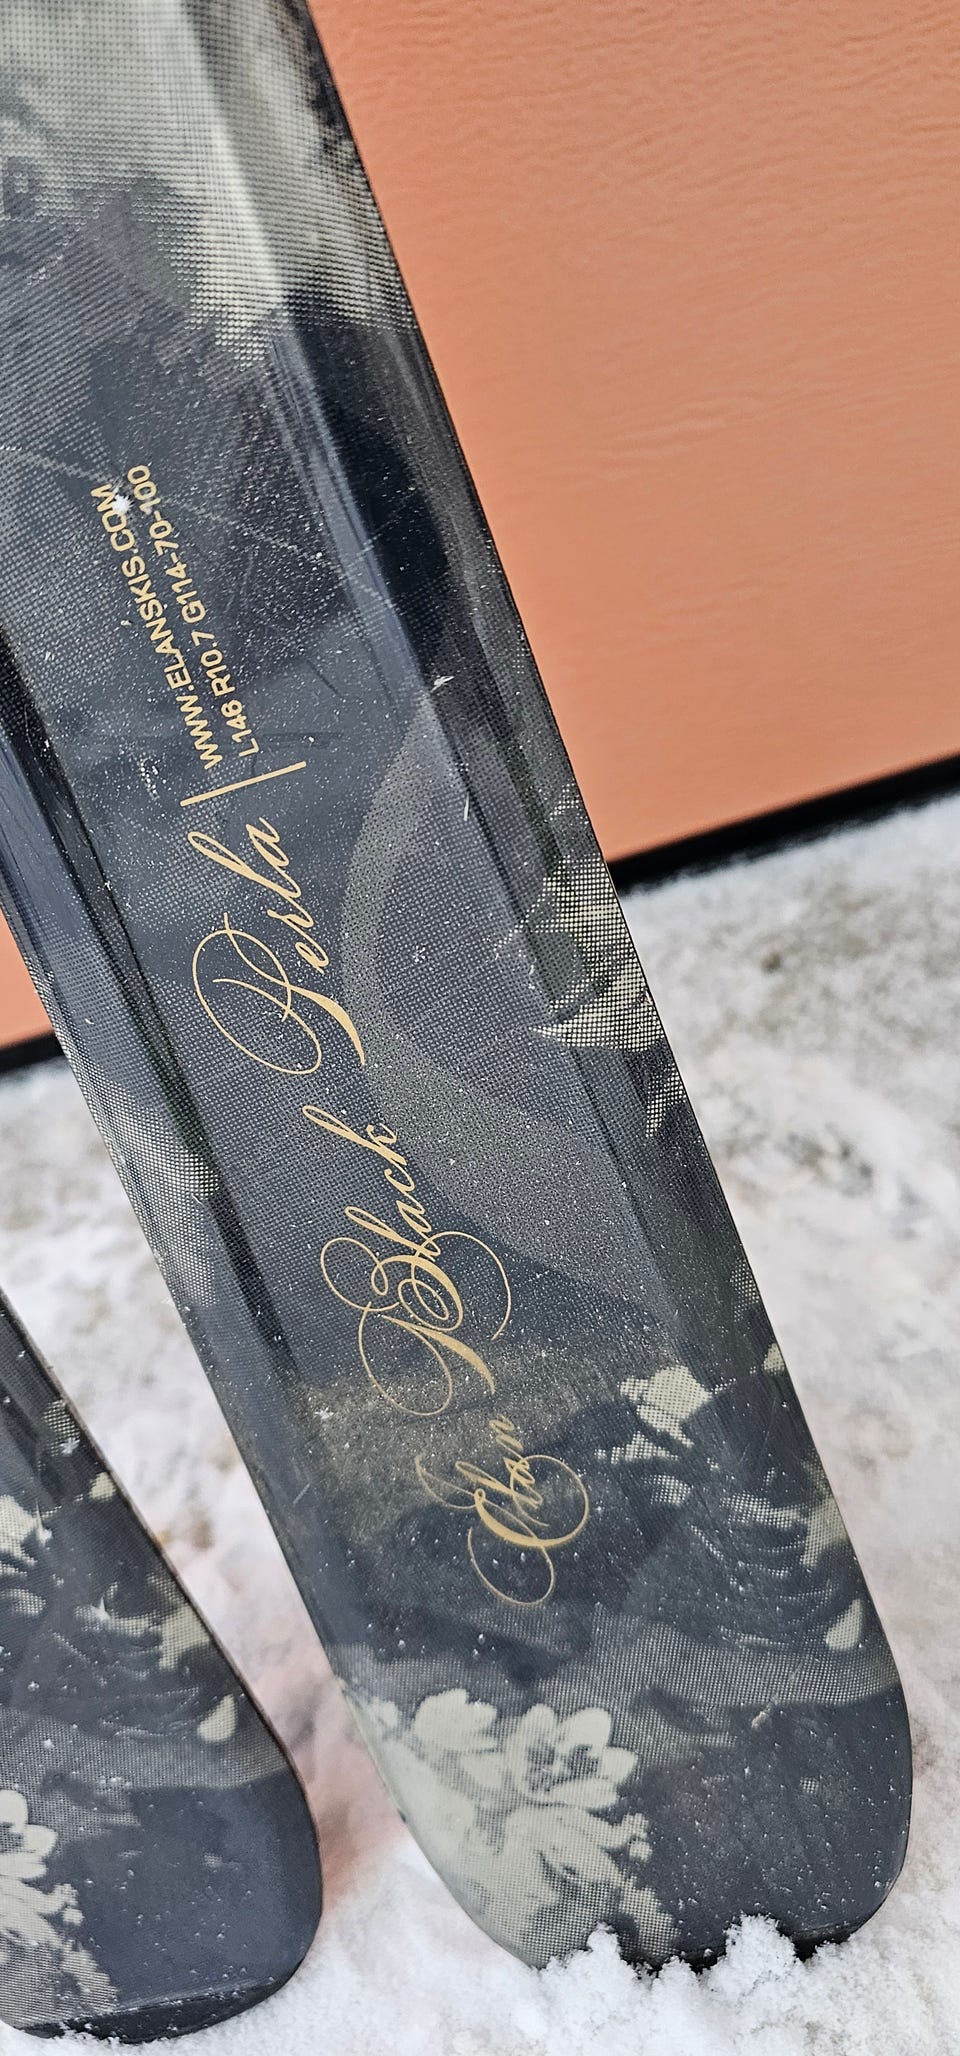 Elan Black Perla |
WWW.ELANSKIS.COM
L146 R10.7 G114-70-100